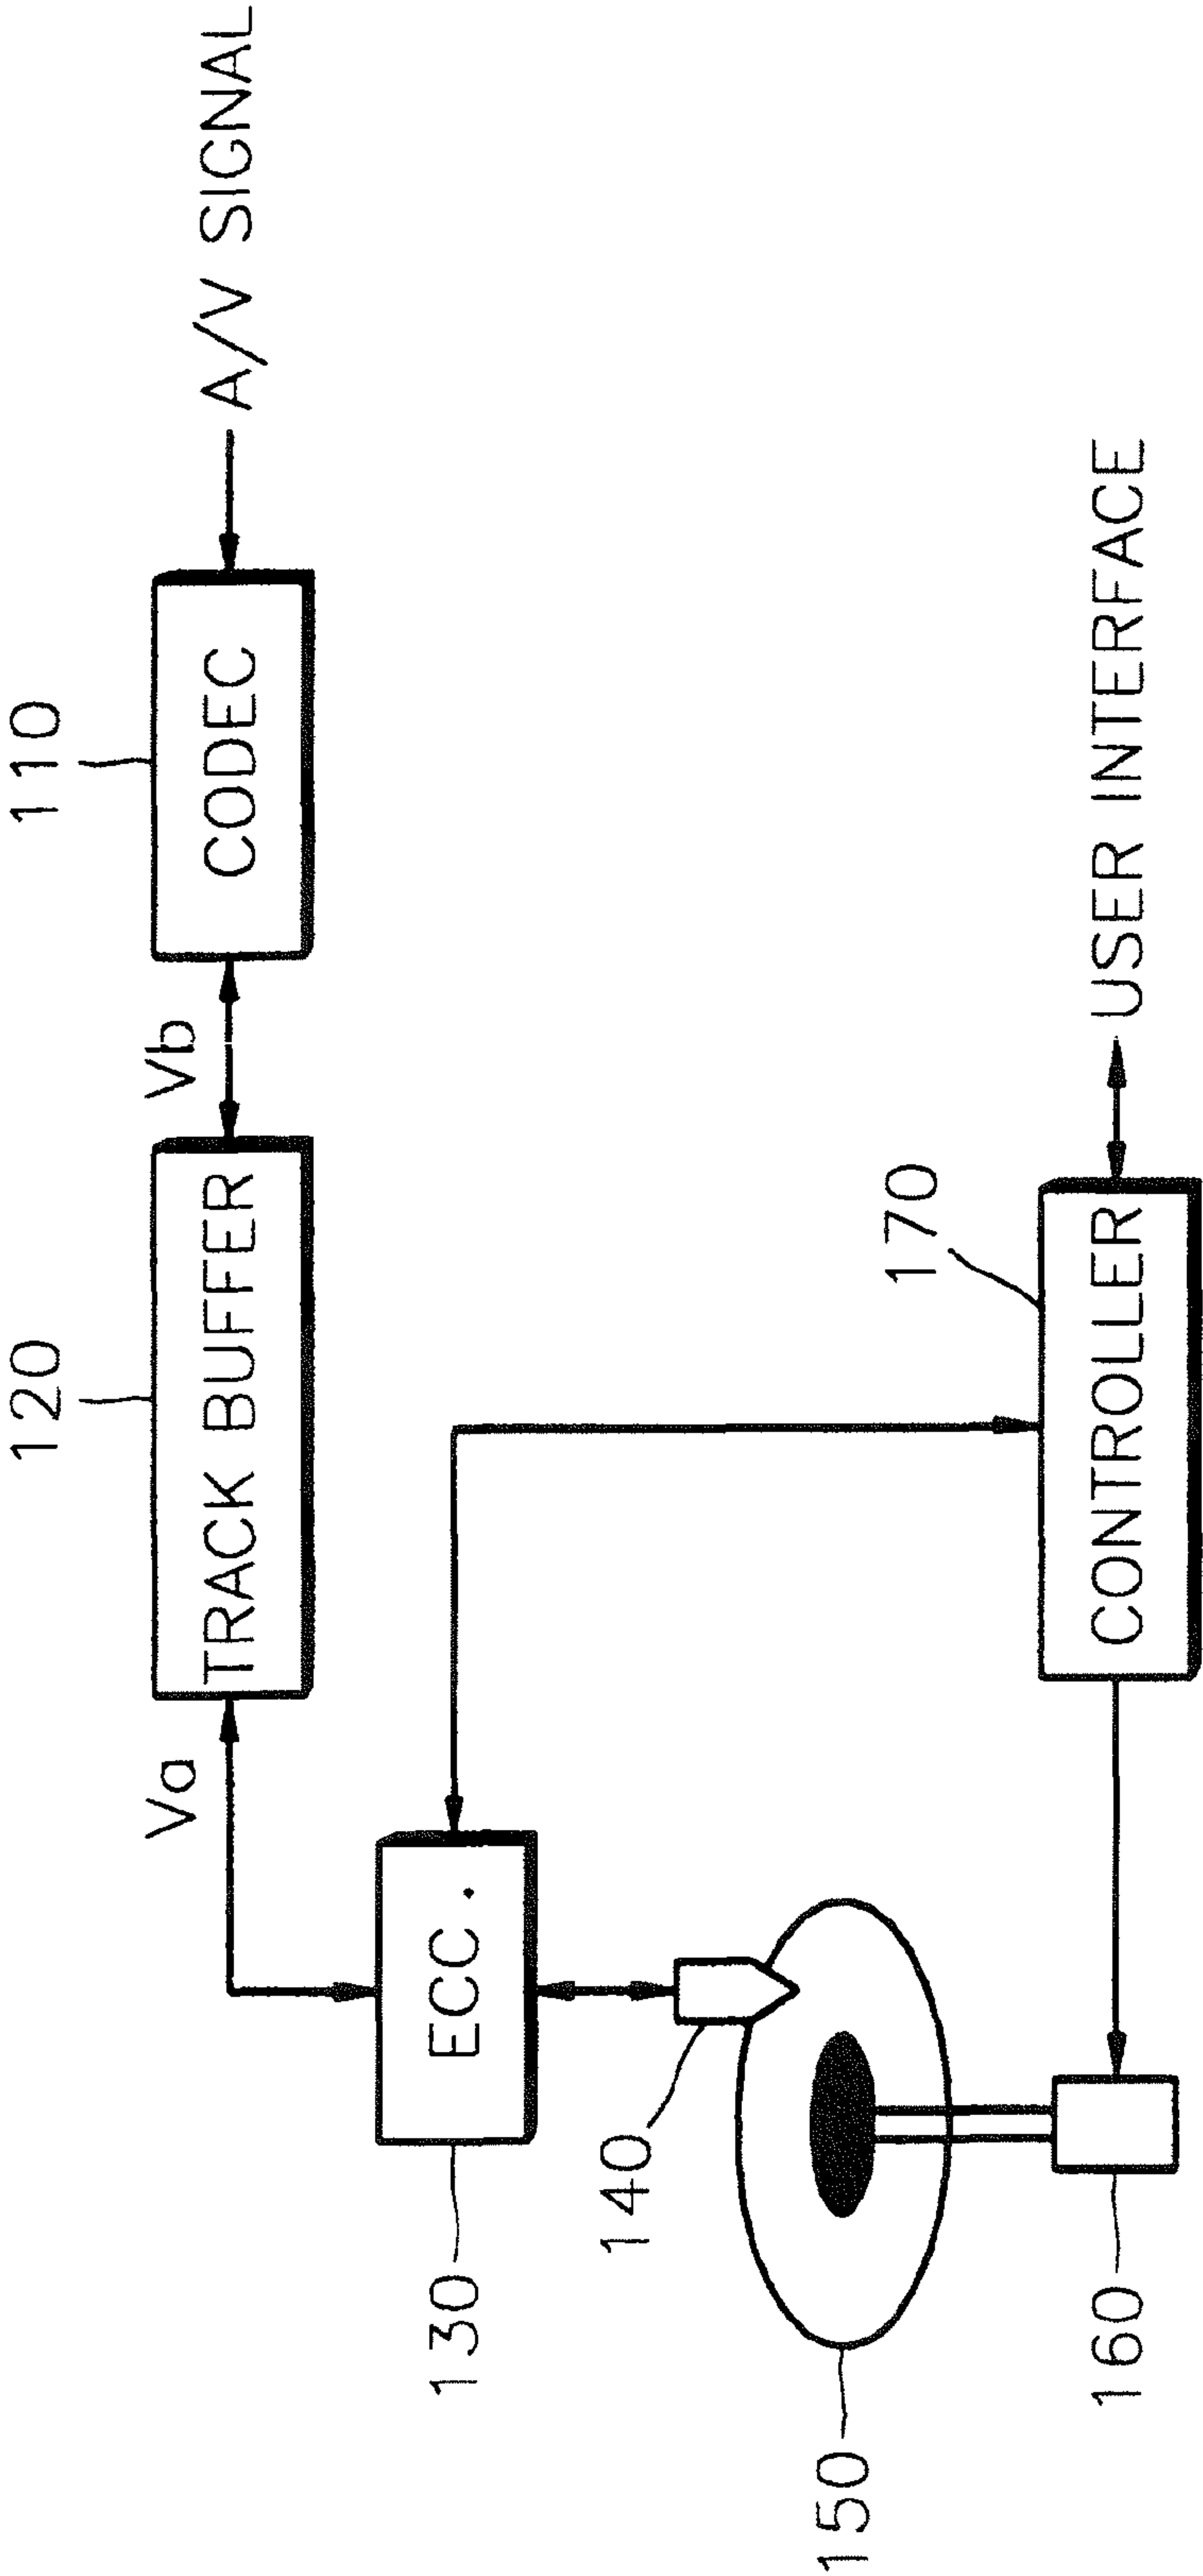 120
110
Va
TRACK BUFFER
Vb
CODEC
A/V SIGNAL
130
ECC.
140
150
170
160
CONTROLLER
USER INTERFACE